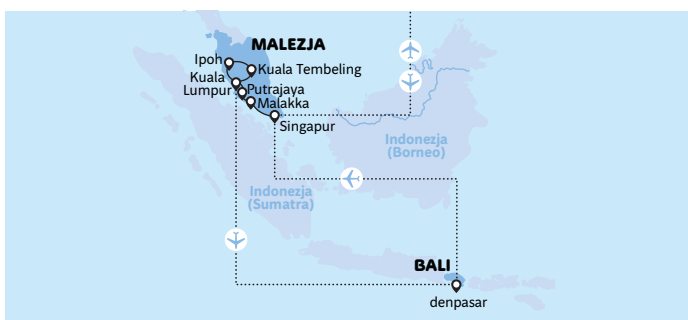 MALEZJA
Ipoh
Kuala Tembeling
Kuala
Lumpur
Putrajaya
Malakka
Singapur
Indonezja
(Borneo)
Indonezja
(Sumatra)
BALI
denpasar